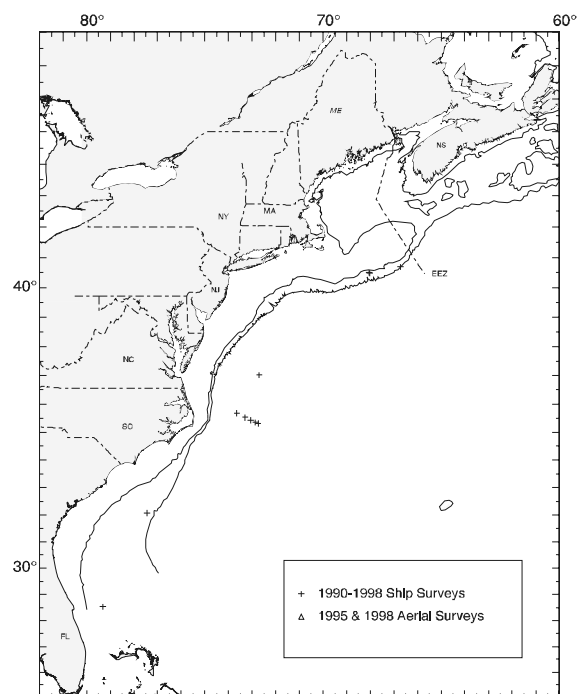 80° 70° 60°
ME
NS
NY
MA
EEZ
40°
NJ
NC
SC
30°
+ 1990-1998 Ship Surveys
△ 1995 & 1998 Aerial Surveys
FL